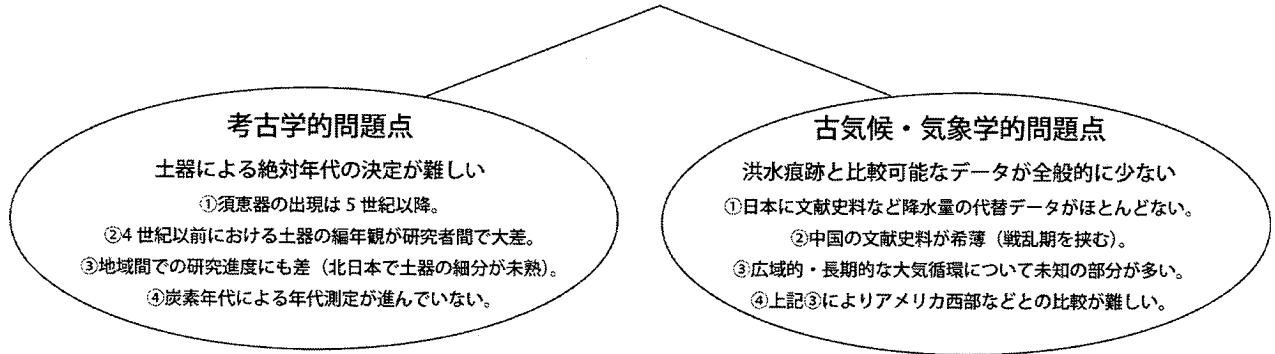 考古学的問題点
土器による絶対年代の決定が難しい
①須恵器の出現は 5 世紀以降。
②4 世紀以前における土器の編年観が研究者間で大差。
③地域間での研究進度にも差（北日本で土器の細分が未熟）。
④炭素年代による年代測定が進んでいない。
古気候・気象学的問題点
洪水痕跡と比較可能なデータが全般的に少ない
①日本に文献史料など降水量の代替データがほとんどない。
②中国の文献史料が希薄（戦乱期を挟む）。
③広域的・長期的な大気循環について未知の部分が多い。
④上記③によりアメリカ西部などとの比較が難しい。